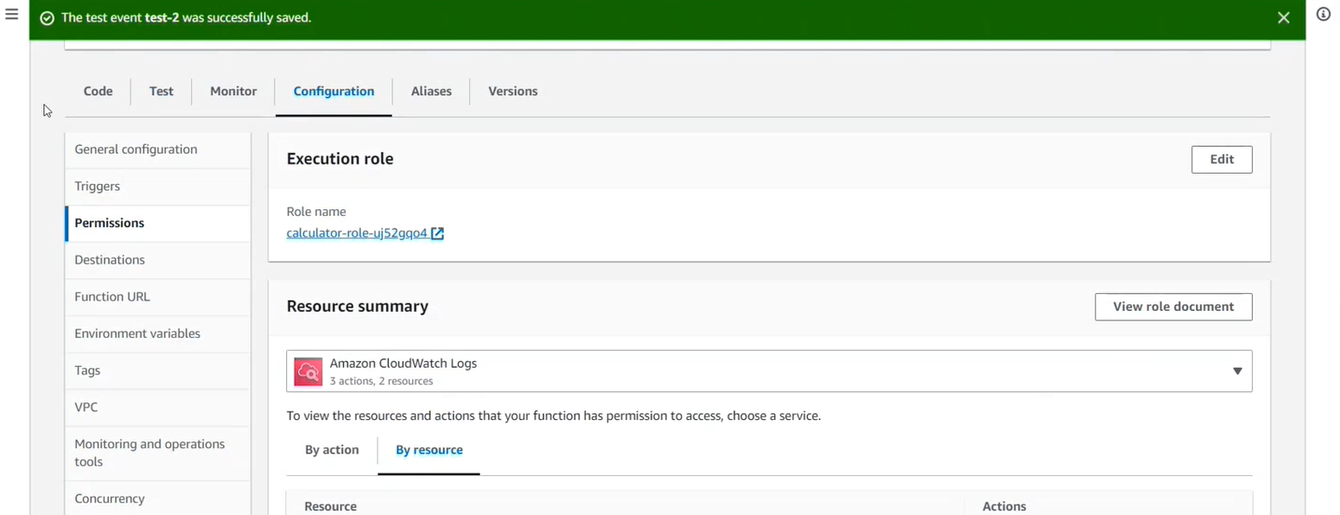 The test event test-2 was successfully saved.
Code
Test
Monitor
Configuration
Aliases
Versions
General configuration
Triggers
Permissions
Destinations
Function URL
Environment variables
Tags
VPC
Monitoring and operations
tools
Concurrency
Execution role
Edit
Role name
calculator-role-uj52gqo4
Resource summary
View role document
Amazon CloudWatch Logs
3 actions, 2 resources
To view the resources and actions that your function has permission to access, choose a service.
By action
By resource
Resource
Actions